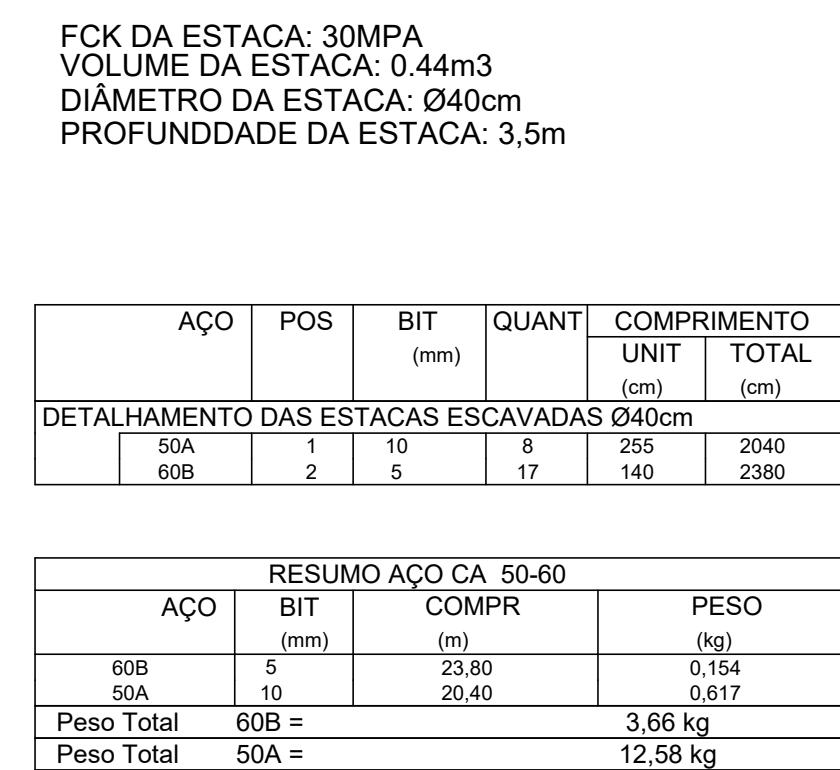 FCK DA ESTACA: 30MPA
VOLUME DA ESTACA: 0.44m3
DIÂMETRO DA ESTACA: Ø40cm
PROFUNDDADE DA ESTACA: 3,5m
AÇO POS BIT QUANT COMPRIMENTO
(mm) UNIT TOTAL
(cm) (cm)
DETALHAMENTO DAS ESTACAS ESCAVADAS Ø40cm
50A 1 10 8 255 2040
60B 2 5 17 140 2380
RESUMO AÇO CA 50-60
AÇO BIT COMPR PESO
(mm) (m) (kg)
60B 5 23,80 0,154
50A 10 20,40 0,617
Peso Total 60B = 3,66 kg
Peso Total 50A = 12,58 kg